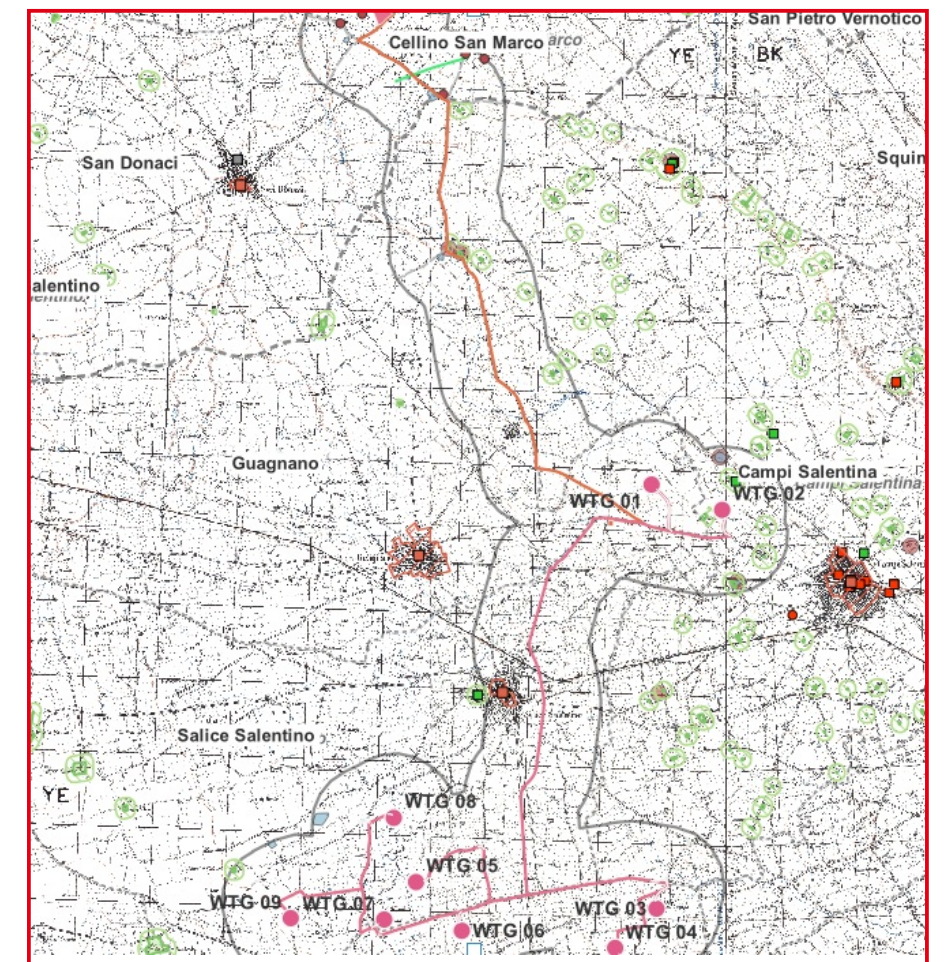 San Pietro Vernotico
Cellino San Marco
arco
YE
BK
San Donaci
Squin
alentino
Guagnano
Campi Salentina
WTG 01
WTG 02
Salice Salentino
YE
WTG 08
WTG 05
WTG 09
WTG 07
WTG 03
WTG 06
WTG 04